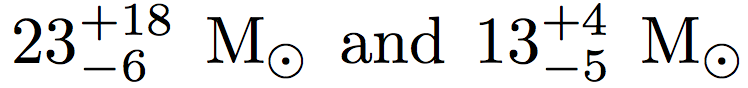 23^{+18}_{-6} M_⊙ and 13^{+4}_{-5} M_⊙